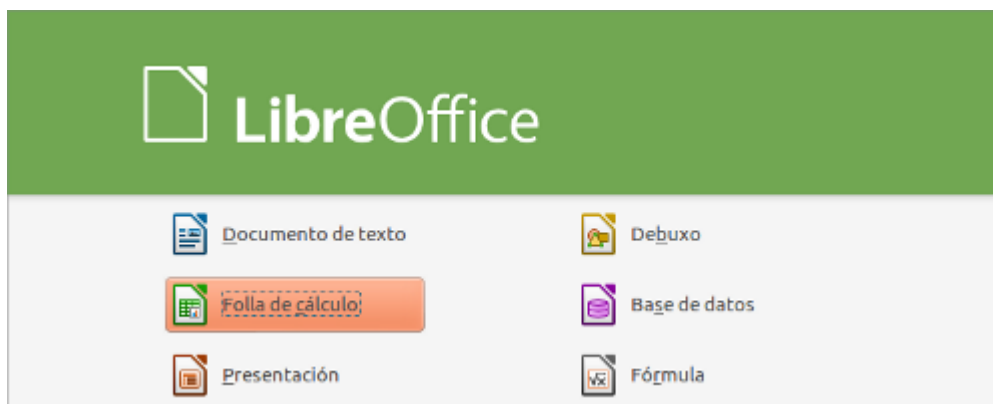 LibreOffice
Documento de texto
Debuxo
Folla de cálculo
Base de datos
Presentación
Fórmula